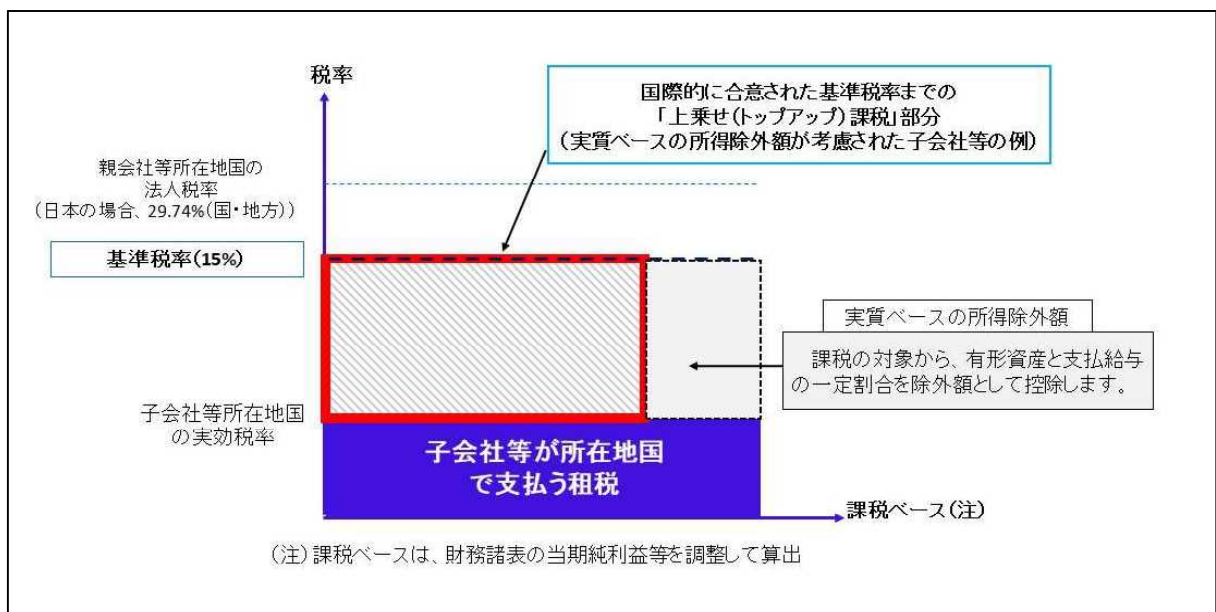 税率
国際的に合意された基準税率までの
「上乗せ(トップアップ)課税」部分
(実質ベースの所得除外額が考慮された子会社等の例)
親会社等所在地国の
法人税率
(日本の場合、29.74%(国・地方))
基準税率(15%)
実質ベースの所得除外額
課税の対象から、有形資産と支払給与
の一定割合を除外額として控除します。
子会社等所在地国
の実効税率
子会社等が所在地国
で支払う租税
課税ベース(注)
(注)課税ベースは、財務諸表の当期純利益等を調整して算出